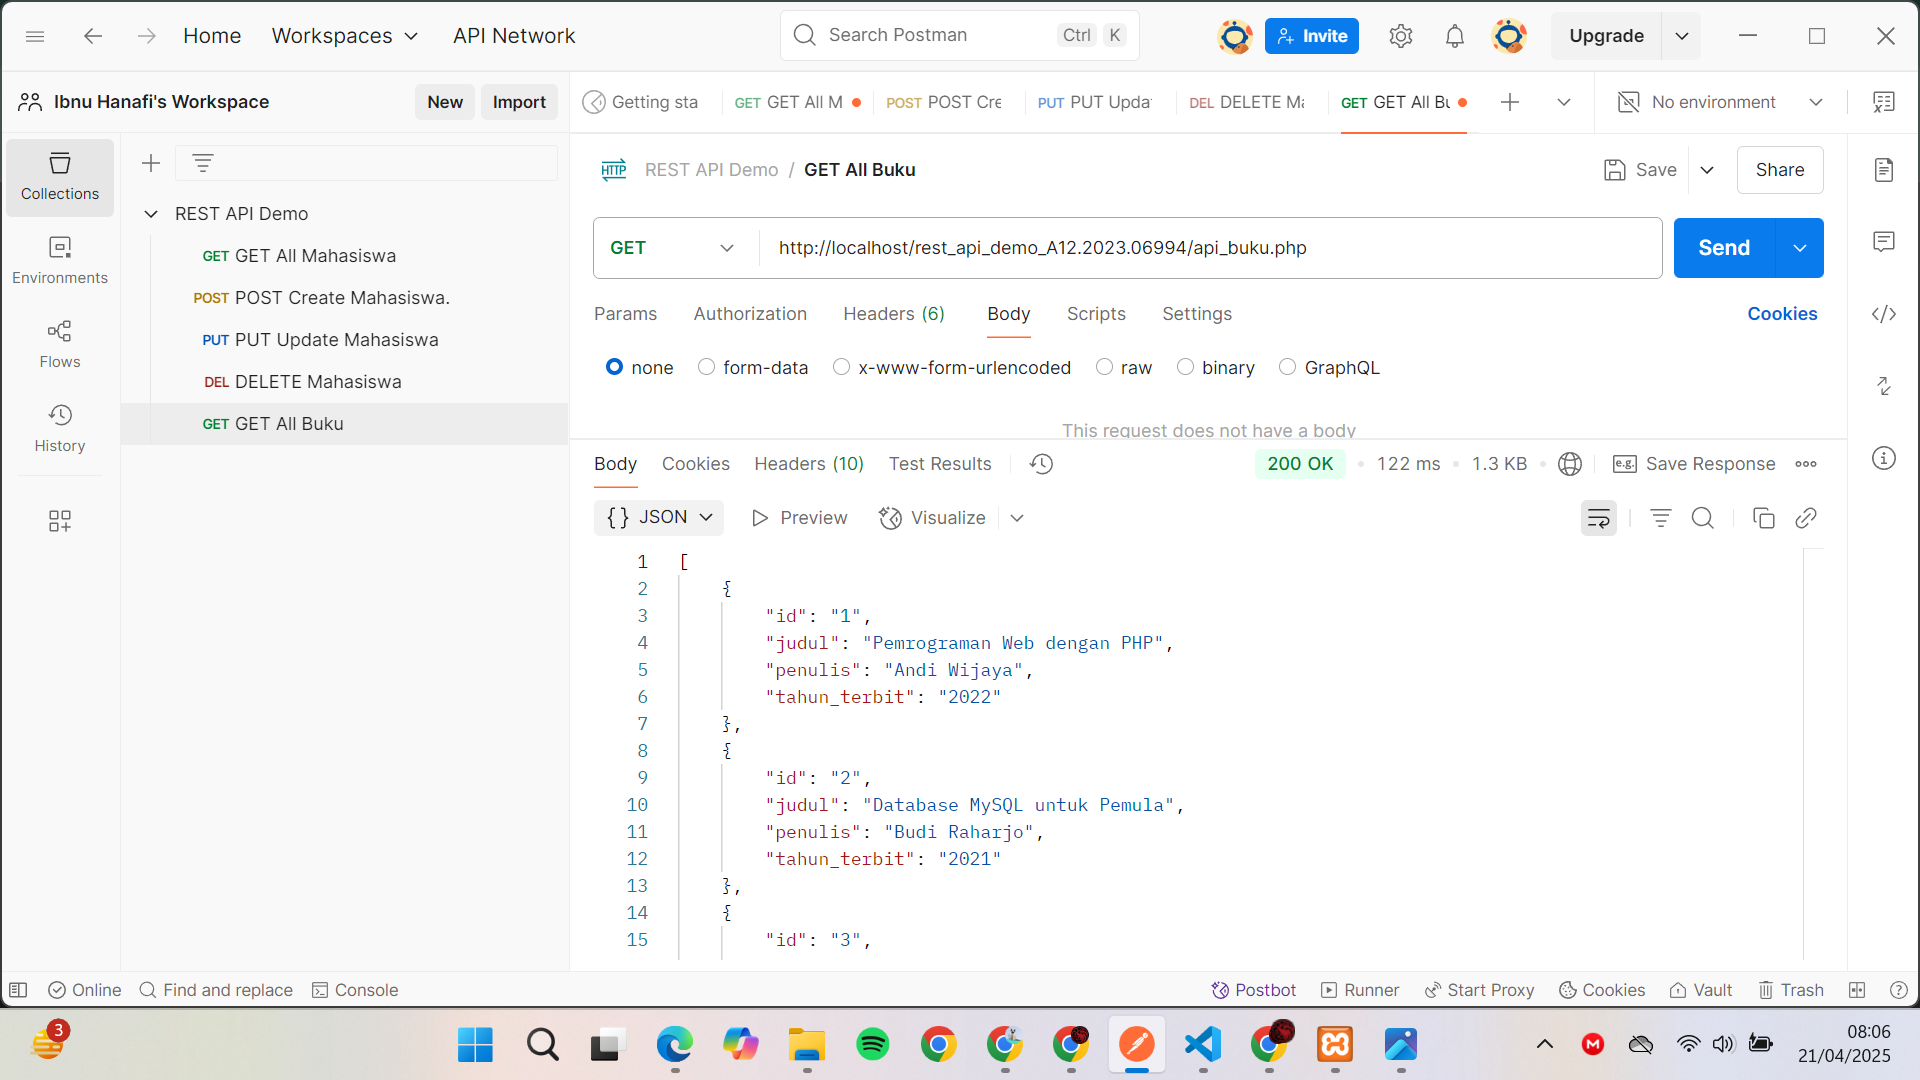 Home
Workspaces
API Network
Search Postman
Ctrl
K
Invite
Upgrade
Ibnu Hanafi's Workspace
New
Import
Getting sta
GET GET All M
POST POST Cre
PUT PUT Upda
DEL DELETE Ma
GET GET All Bu
No environment
Collections
Environments
Flows
History
REST API Demo
GET GET All Mahasiswa
POST POST Create Mahasiswa.
PUT PUT Update Mahasiswa
DEL DELETE Mahasiswa
GET GET All Buku
HTTP REST API Demo / GET All Buku
Save
Share
GET
http://localhost/rest_api_demo_A12.2023.06994/api_buku.php
Send
Params
Authorization
Headers (6)
Body
Scripts
Settings
Cookies
none
form-data
x-www-form-urlencoded
raw
binary
GraphQL
This request does not have a body
Body
Cookies
Headers (10)
Test Results
200 OK
122 ms
1.3 KB
e.g. Save Response
{} JSON
Preview
Visualize
1 [
2 {
3 "id": "1",
4 "judul": "Pemrograman Web dengan PHP",
5 "penulis": "Andi Wijaya",
6 "tahun_terbit": "2022"
7 },
8 {
9 "id": "2",
10 "judul": "Database MySQL untuk Pemula",
11 "penulis": "Budi Raharjo",
12 "tahun_terbit": "2021"
13 },
14 {
15 "id": "3",
Online
Find and replace
Console
Postbot
Runner
Start Proxy
Cookies
Vault
Trash
3
08:06
21/04/2025